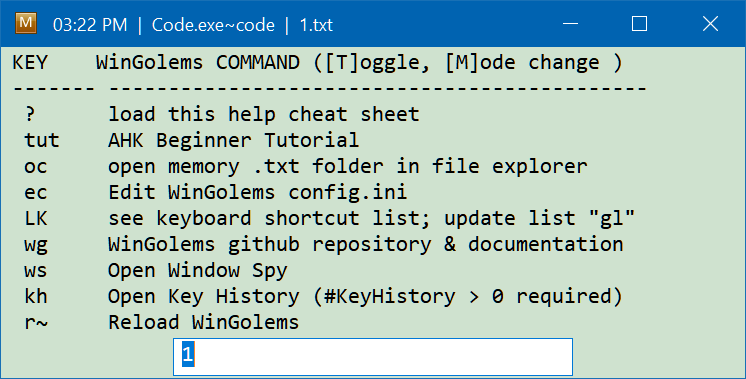 M 03:22 PM | Code.exe~code | 1.txt
KEY    WinGolems COMMAND ([T]oggle, [M]ode change )
------- ---------------------------------------------
 ?      load this help cheat sheet
 tut    AHK Beginner Tutorial
 oc     open memory .txt folder in file explorer
 ec     Edit WinGolems config.ini
 LK     see keyboard shortcut list; update list "gl"
 wg     WinGolems github repository & documentation
 ws     Open Window Spy
 kh     Open Key History (#KeyHistory > 0 required)
 r~     Reload WinGolems
1